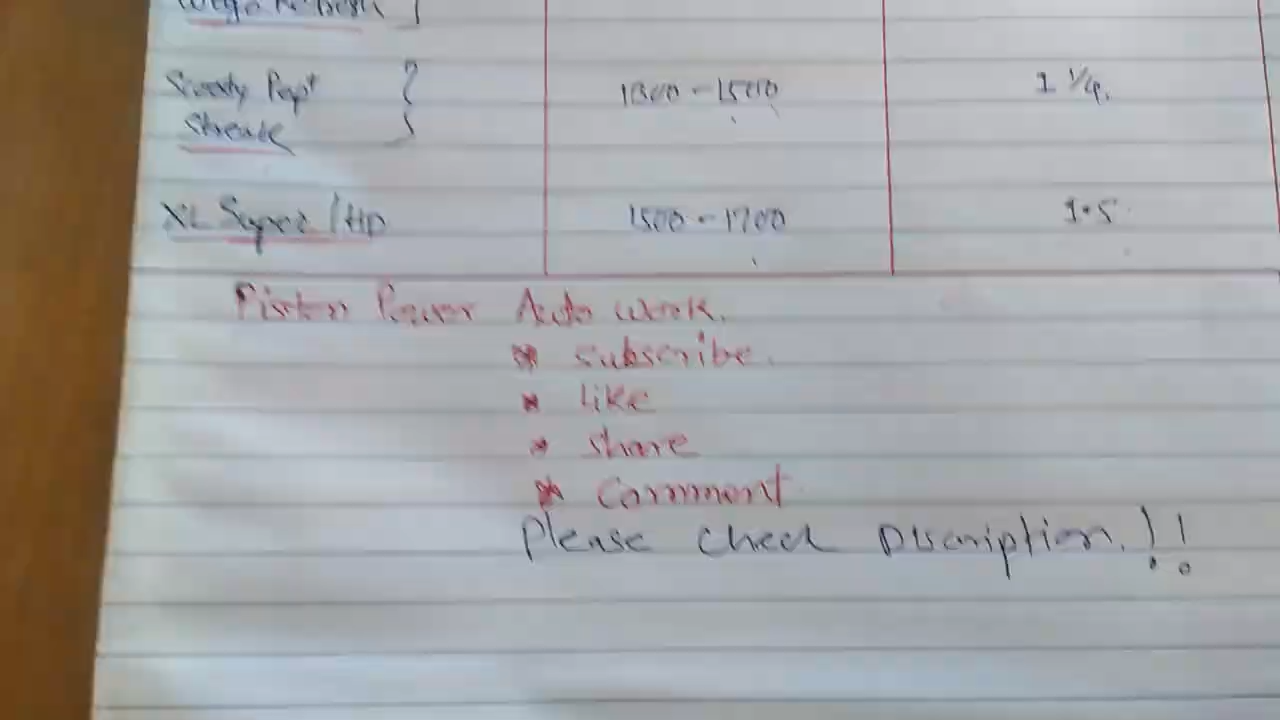 Scooty Pept } 1300 - 1500 1 1/4.
Streak
XL Super / HD 1500 - 1700 1.5
Piston Power Auto work.
* subscribe.
* Like
* share
* Comment
Please check Discription.!!